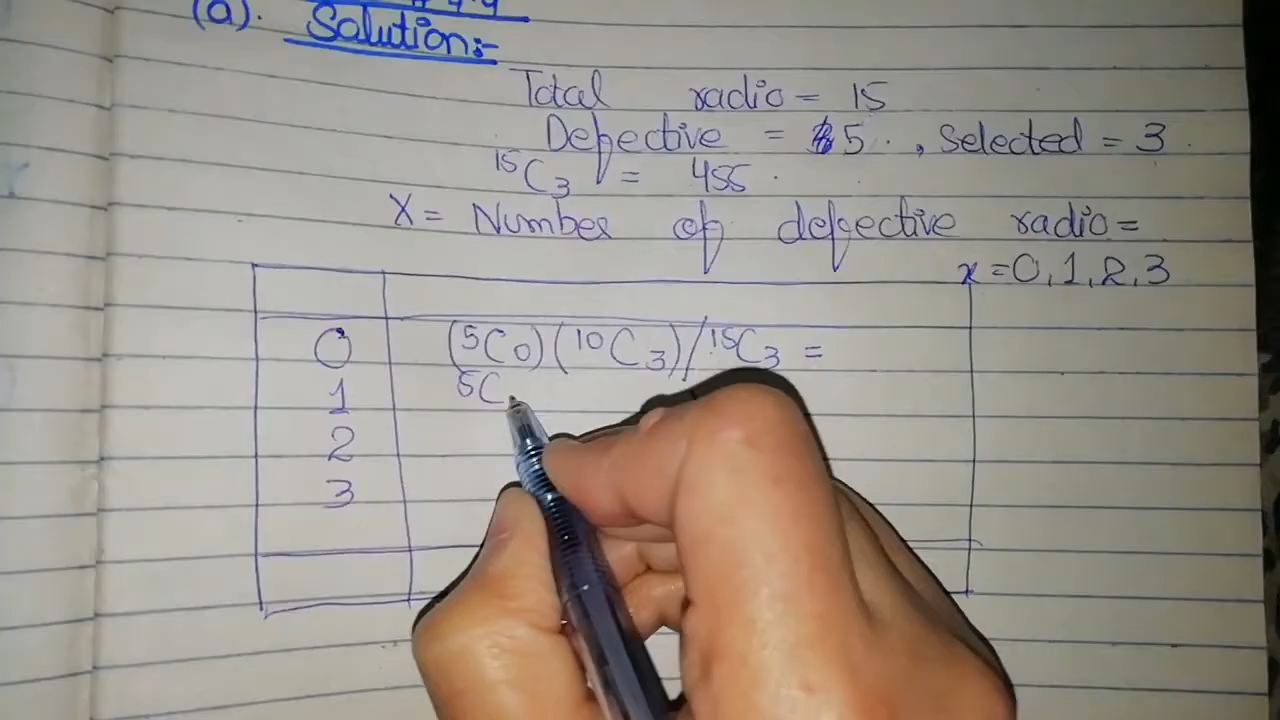 (a). Solution:-
Total radio = 15
Defective = 5. , Selected = 3.
¹⁵C₃ = 455.
X = Number of defective radio =
x = 0, 1, 2, 3
0 (⁵C₀)(¹⁰C₃)/¹⁵C₃ =
1 ⁵C
2
3